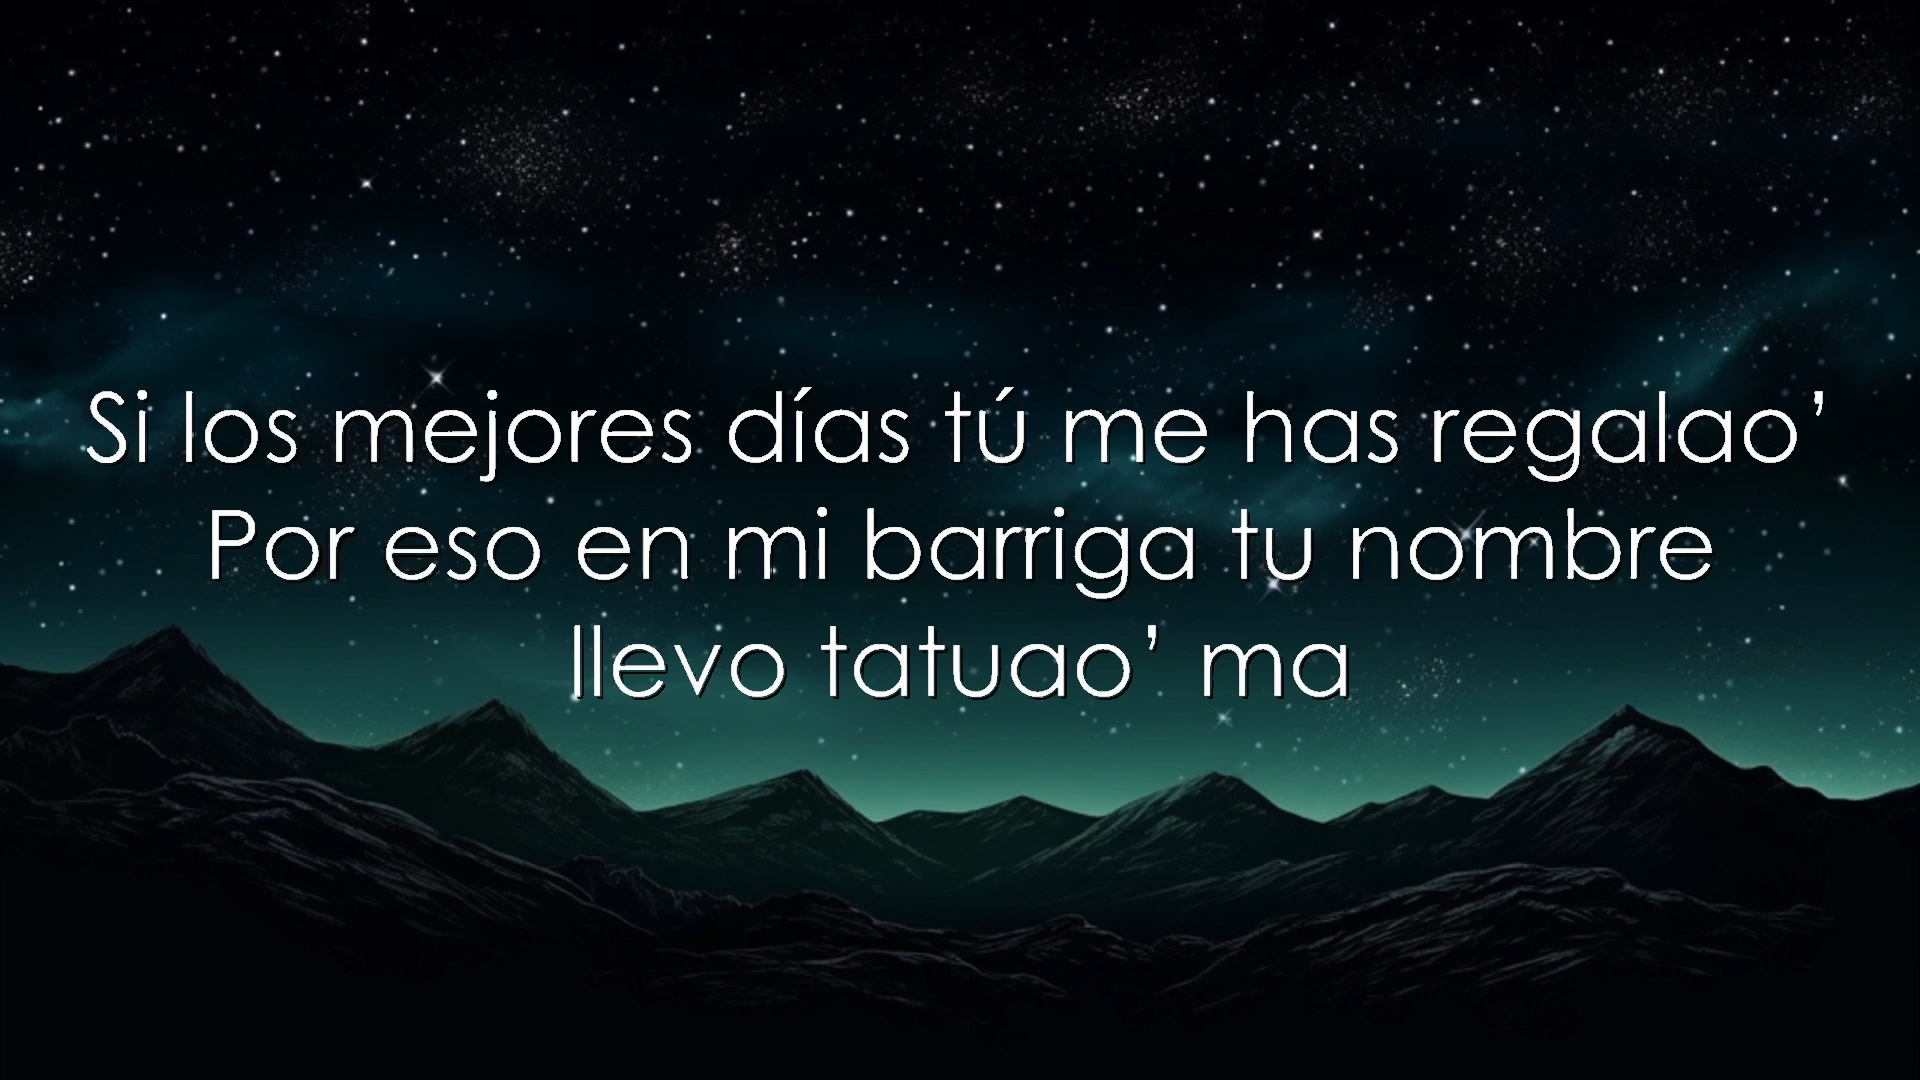 Si los mejores días tú me has regalao’
Por eso en mi barriga tu nombre
llevo tatuao’ ma